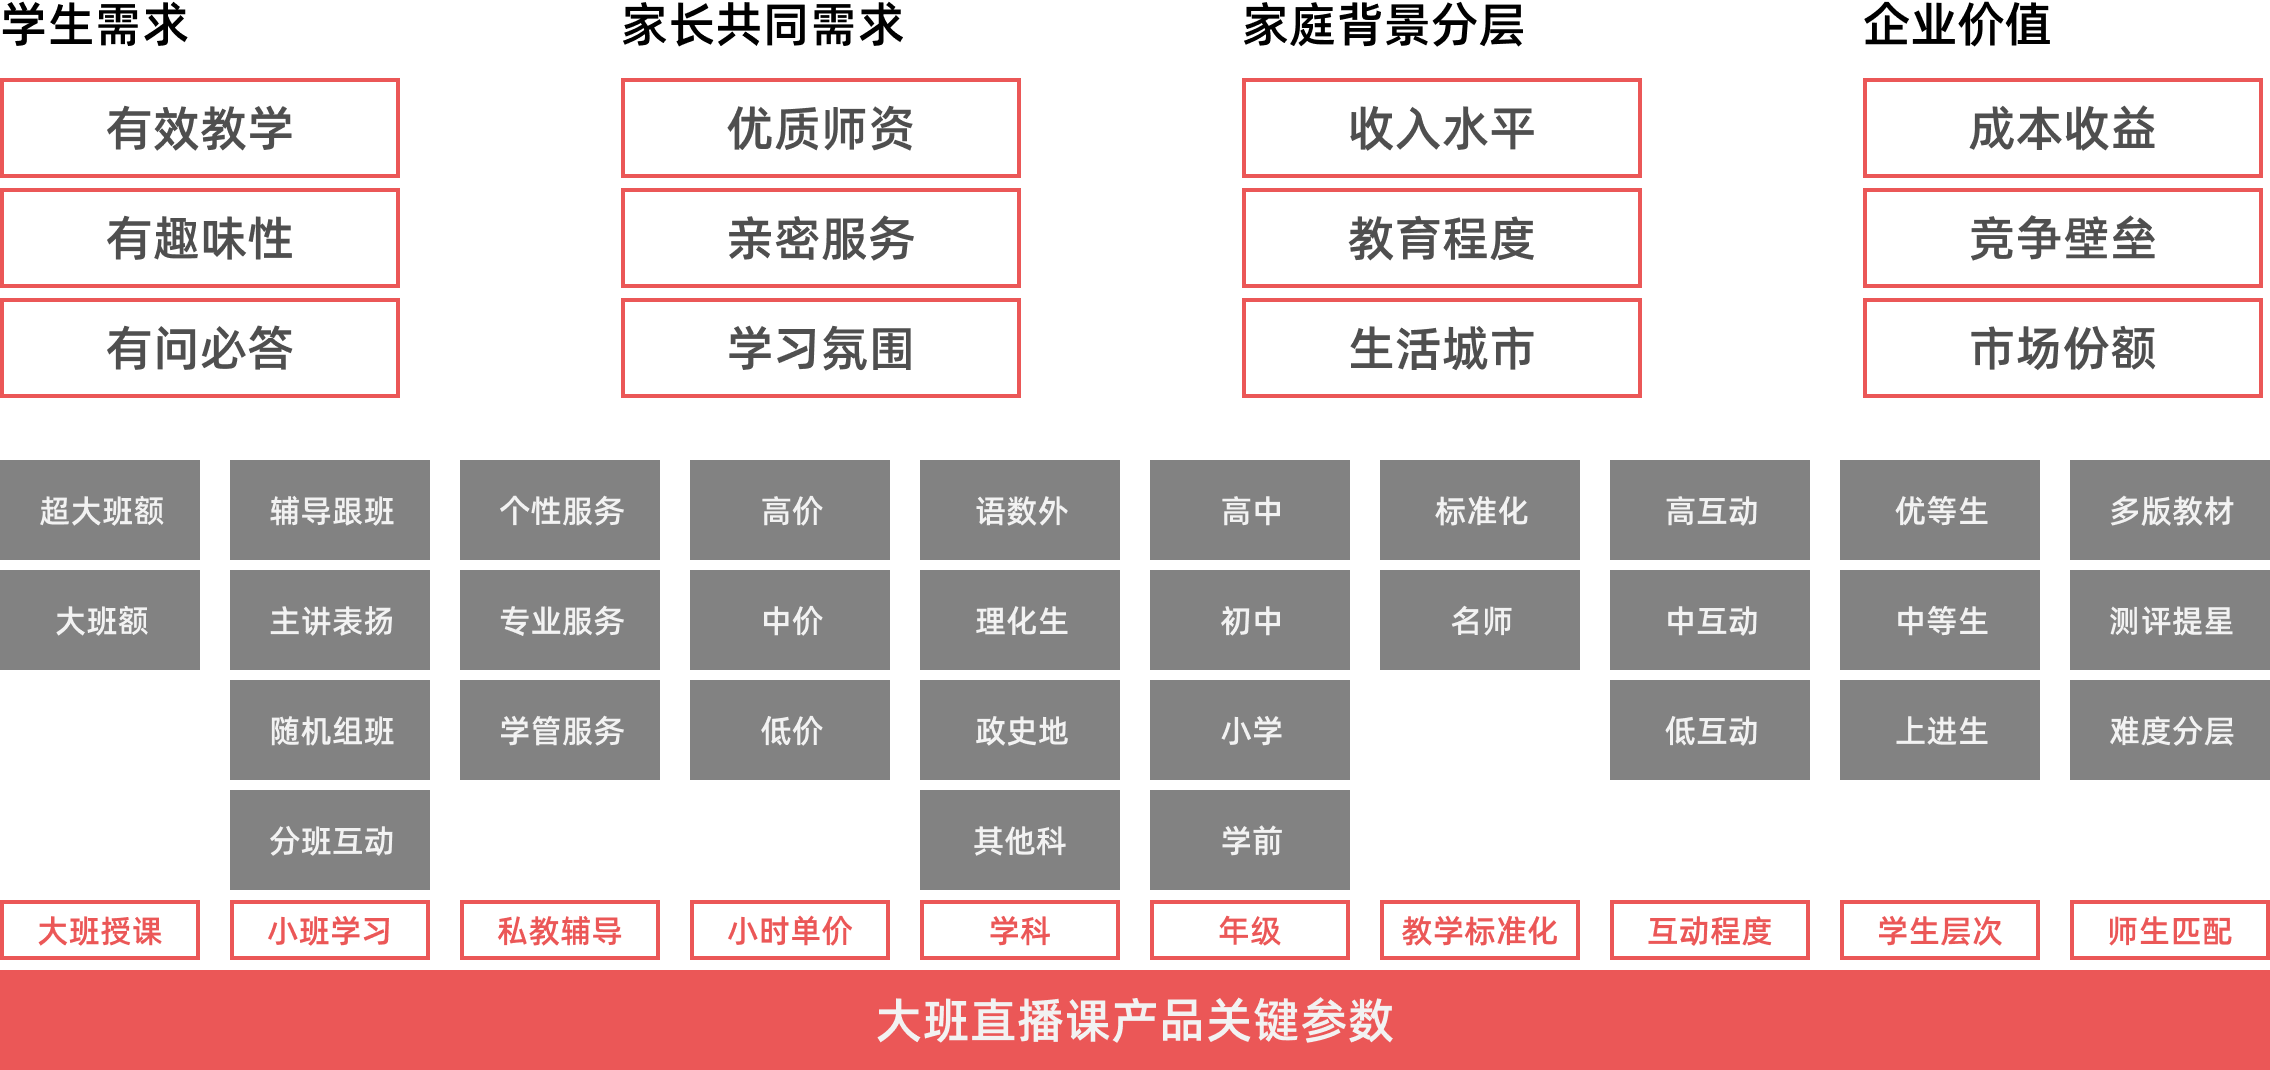 学生需求 家长共同需求 家庭背景分层 企业价值
有效教学 优质师资 收入水平 成本收益
有趣味性 亲密服务 教育程度 竞争壁垒
有问必答 学习氛围 生活城市 市场份额
超大班额 辅导跟班 个性服务 高价 语数外 高中 标准化 高互动 优等生 多版教材
大班额 主讲表扬 专业服务 中价 理化生 初中 名师 中互动 中等生 测评提星
随机组班 学管服务 低价 政史地 小学 低互动 上进生 难度分层
分班互动 其他科 学前
大班授课 小班学习 私教辅导 小时单价 学科 年级 教学标准化 互动程度 学生层次 师生匹配
大班直播课产品关键参数